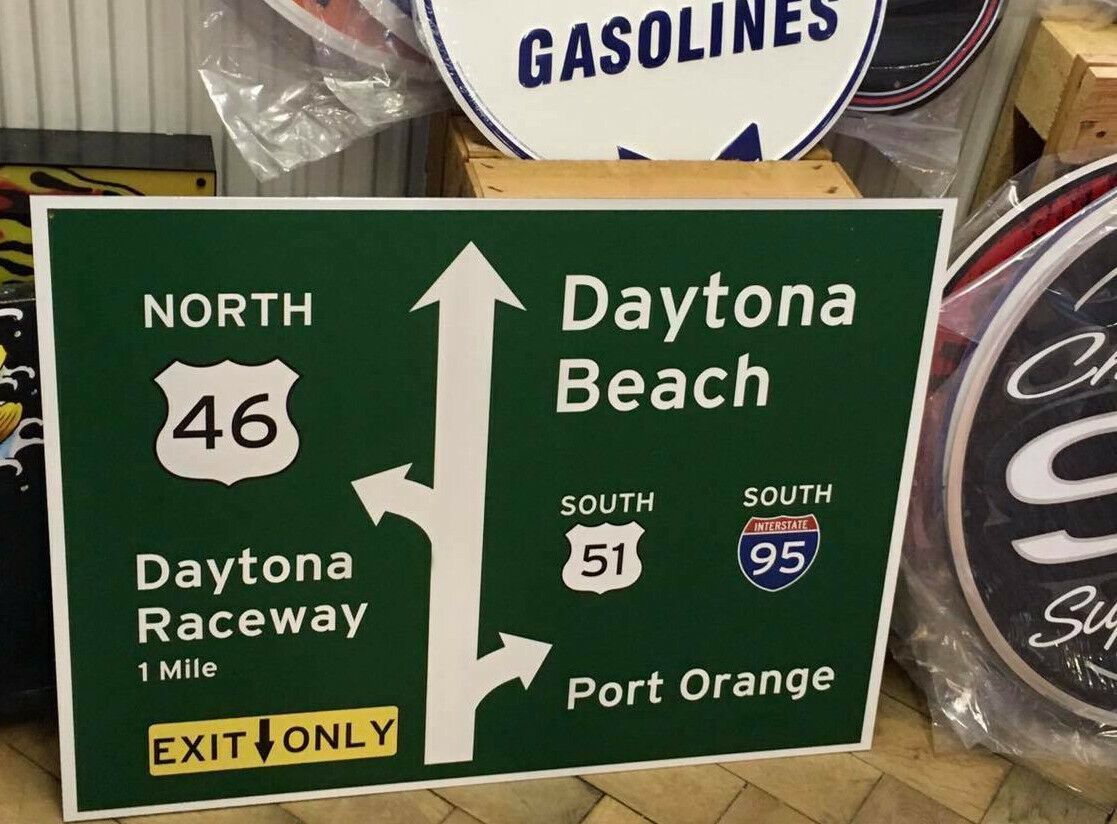 GASOLINES
NORTH
46
Daytona
Raceway
1 Mile
EXIT ONLY
Daytona
Beach
SOUTH
51
SOUTH
INTERSTATE
95
Port Orange